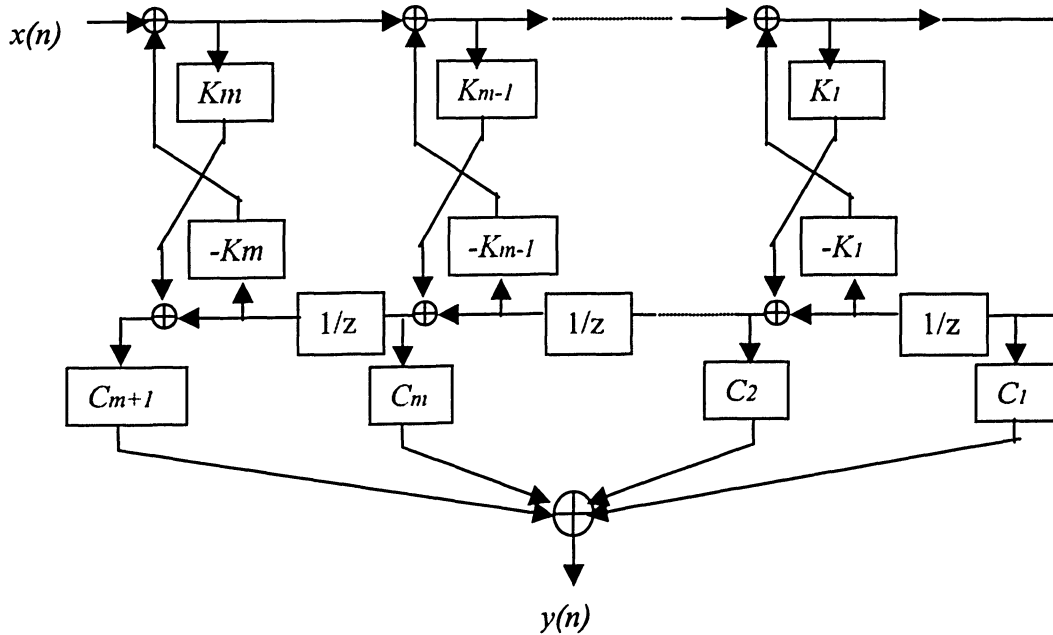 x(n)
Km
Km-1
K1
-Km
-Km-1
-K1
1/z
1/z
1/z
Cm+1
Cm
C2
C1
y(n)